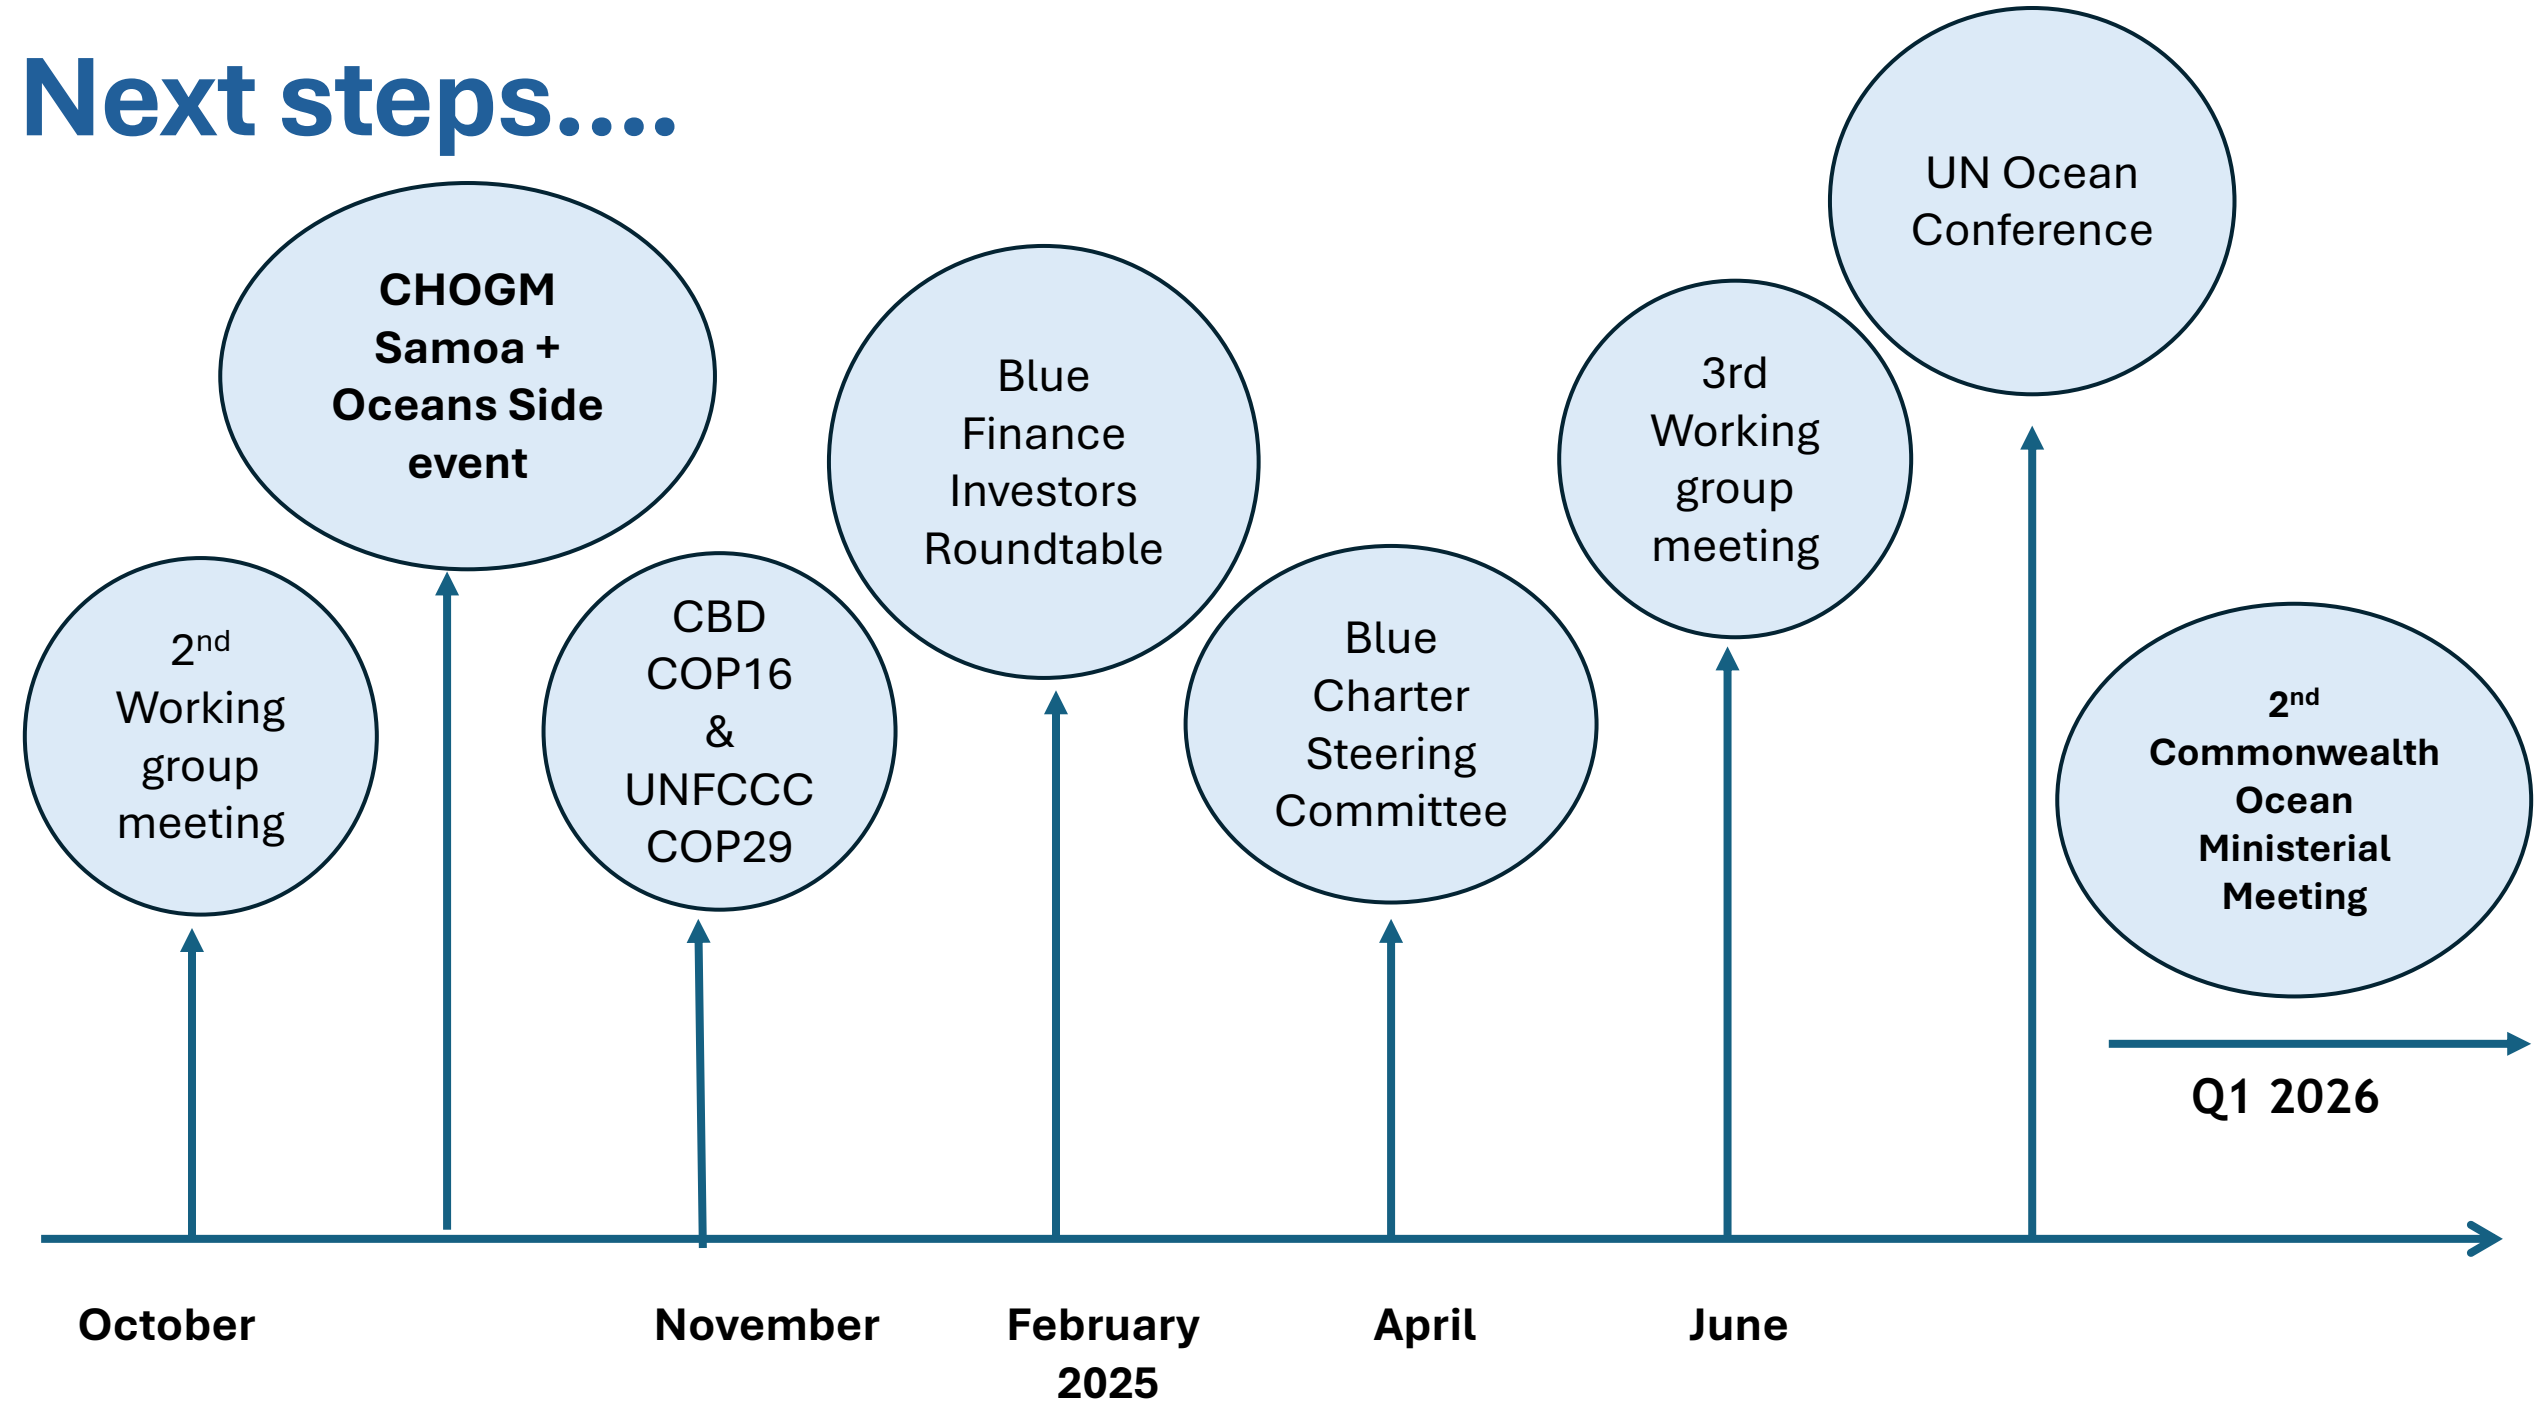 Next steps....
2nd
Working
group
meeting
CHOGM
Samoa +
Oceans Side
event
CBD
COP16
&
UNFCCC
COP29
Blue
Finance
Investors
Roundtable
Blue
Charter
Steering
Committee
3rd
Working
group
meeting
UN Ocean
Conference
2nd
Commonwealth
Ocean
Ministerial
Meeting
Q1 2026
October
November
February
2025
April
June